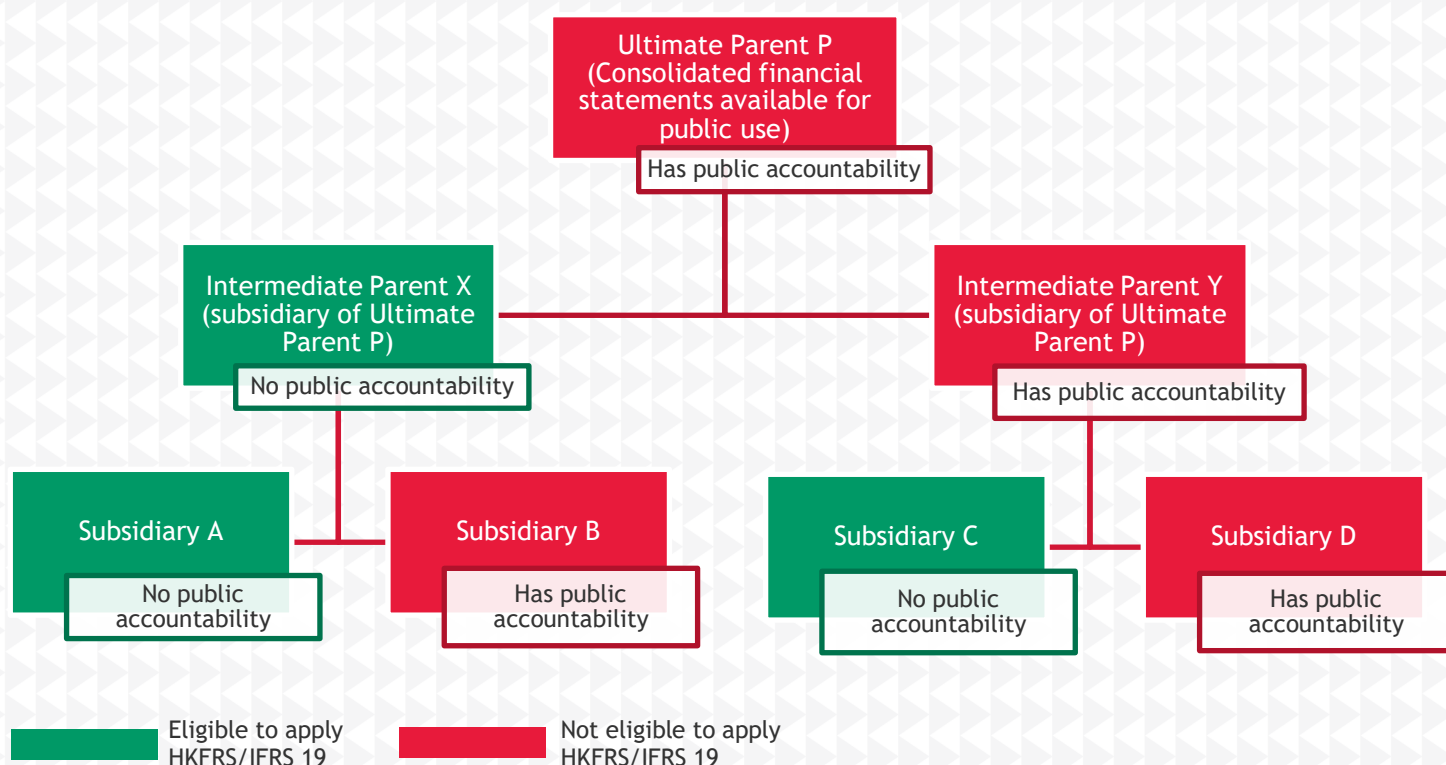 Ultimate Parent P
(Consolidated financial
statements available for
public use)
Has public accountability
Intermediate Parent X
(subsidiary of Ultimate
Parent P)
No public accountability
Intermediate Parent Y
(subsidiary of Ultimate
Parent P)
Has public accountability
Subsidiary A
No public
accountability
Subsidiary B
Has public
accountability
Subsidiary C
No public
accountability
Subsidiary D
Has public
accountability
Eligible to apply
HKFRS/IFRS 19
Not eligible to apply
HKFRS/IFRS 19